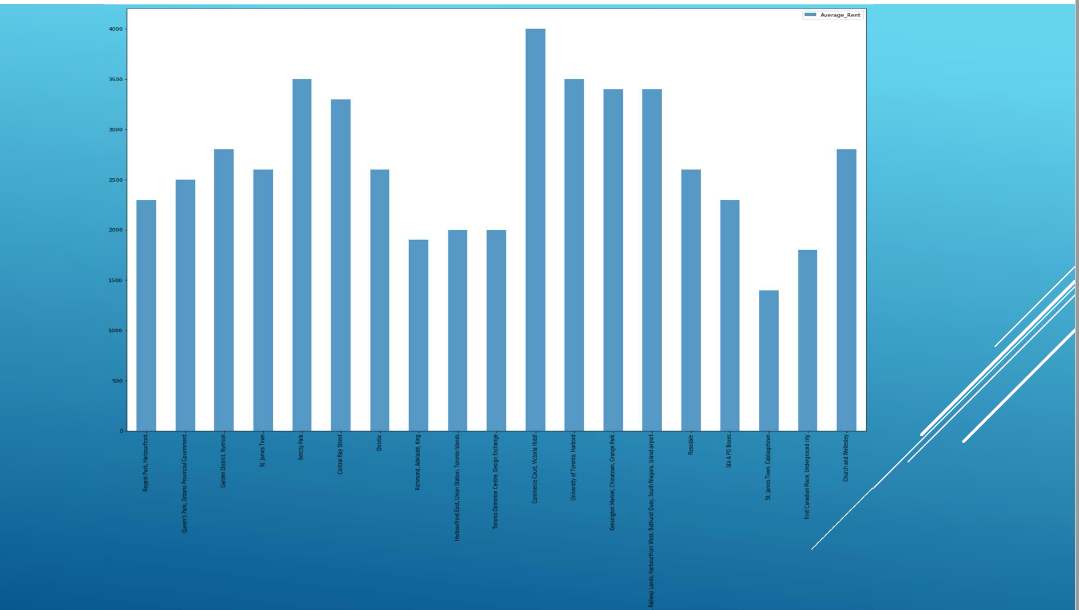 Average_Rent
4000
3500
3000
2500
2000
1500
1000
500
0
Regent Park, Harbourfront
Queen's Park, Ontario Provincial Government
Garden District, Ryerson
St. James Town
Berczy Park
Central Bay Street
Christie
Richmond, Adelaide, King
Harbourfront East, Union Station, Toronto Islands
Toronto Dominion Centre, Design Exchange
Commerce Court, Victoria Hotel
University of Toronto, Harbord
Kensington Market, Chinatown, Grange Park
Railway Lands, Harbourfront West, Bathurst Quay, South Niagara, Island airport
Rosedale
Stn A PO Boxes
St. James Town, Cabbagetown
First Canadian Place, Underground city
Church and Wellesley